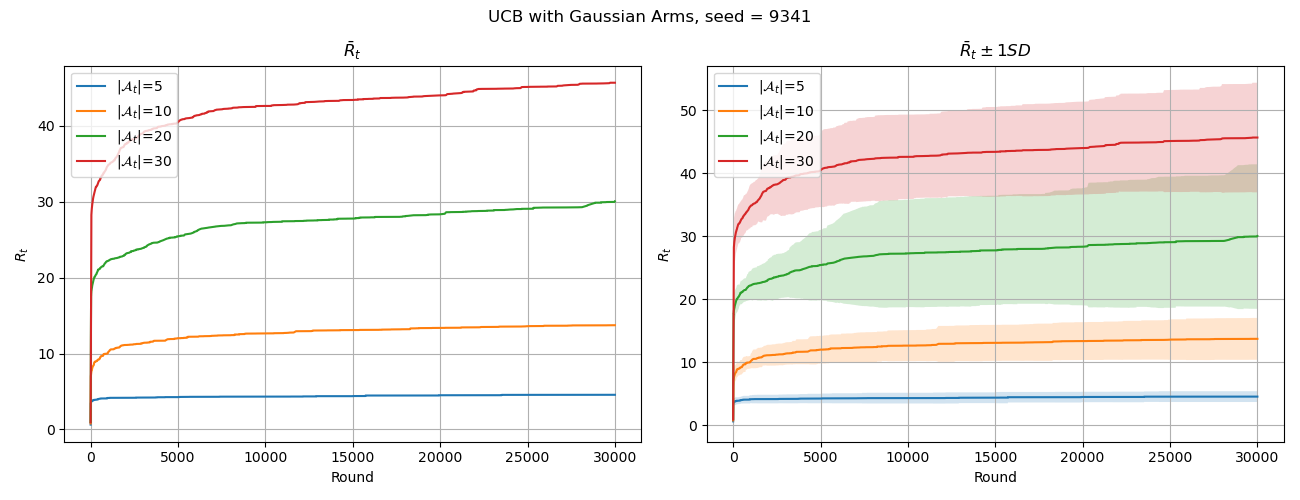 UCB with Gaussian Arms, seed = 9341
R̄ₜ
Rₜ
40
30
20
10
0
|𝒜ₜ|=5
|𝒜ₜ|=10
|𝒜ₜ|=20
|𝒜ₜ|=30
0 5000 10000 15000 20000 25000 30000
Round
R̄ₜ ± 1SD
Rₜ
50
40
30
20
10
0
|𝒜ₜ|=5
|𝒜ₜ|=10
|𝒜ₜ|=20
|𝒜ₜ|=30
0 5000 10000 15000 20000 25000 30000
Round